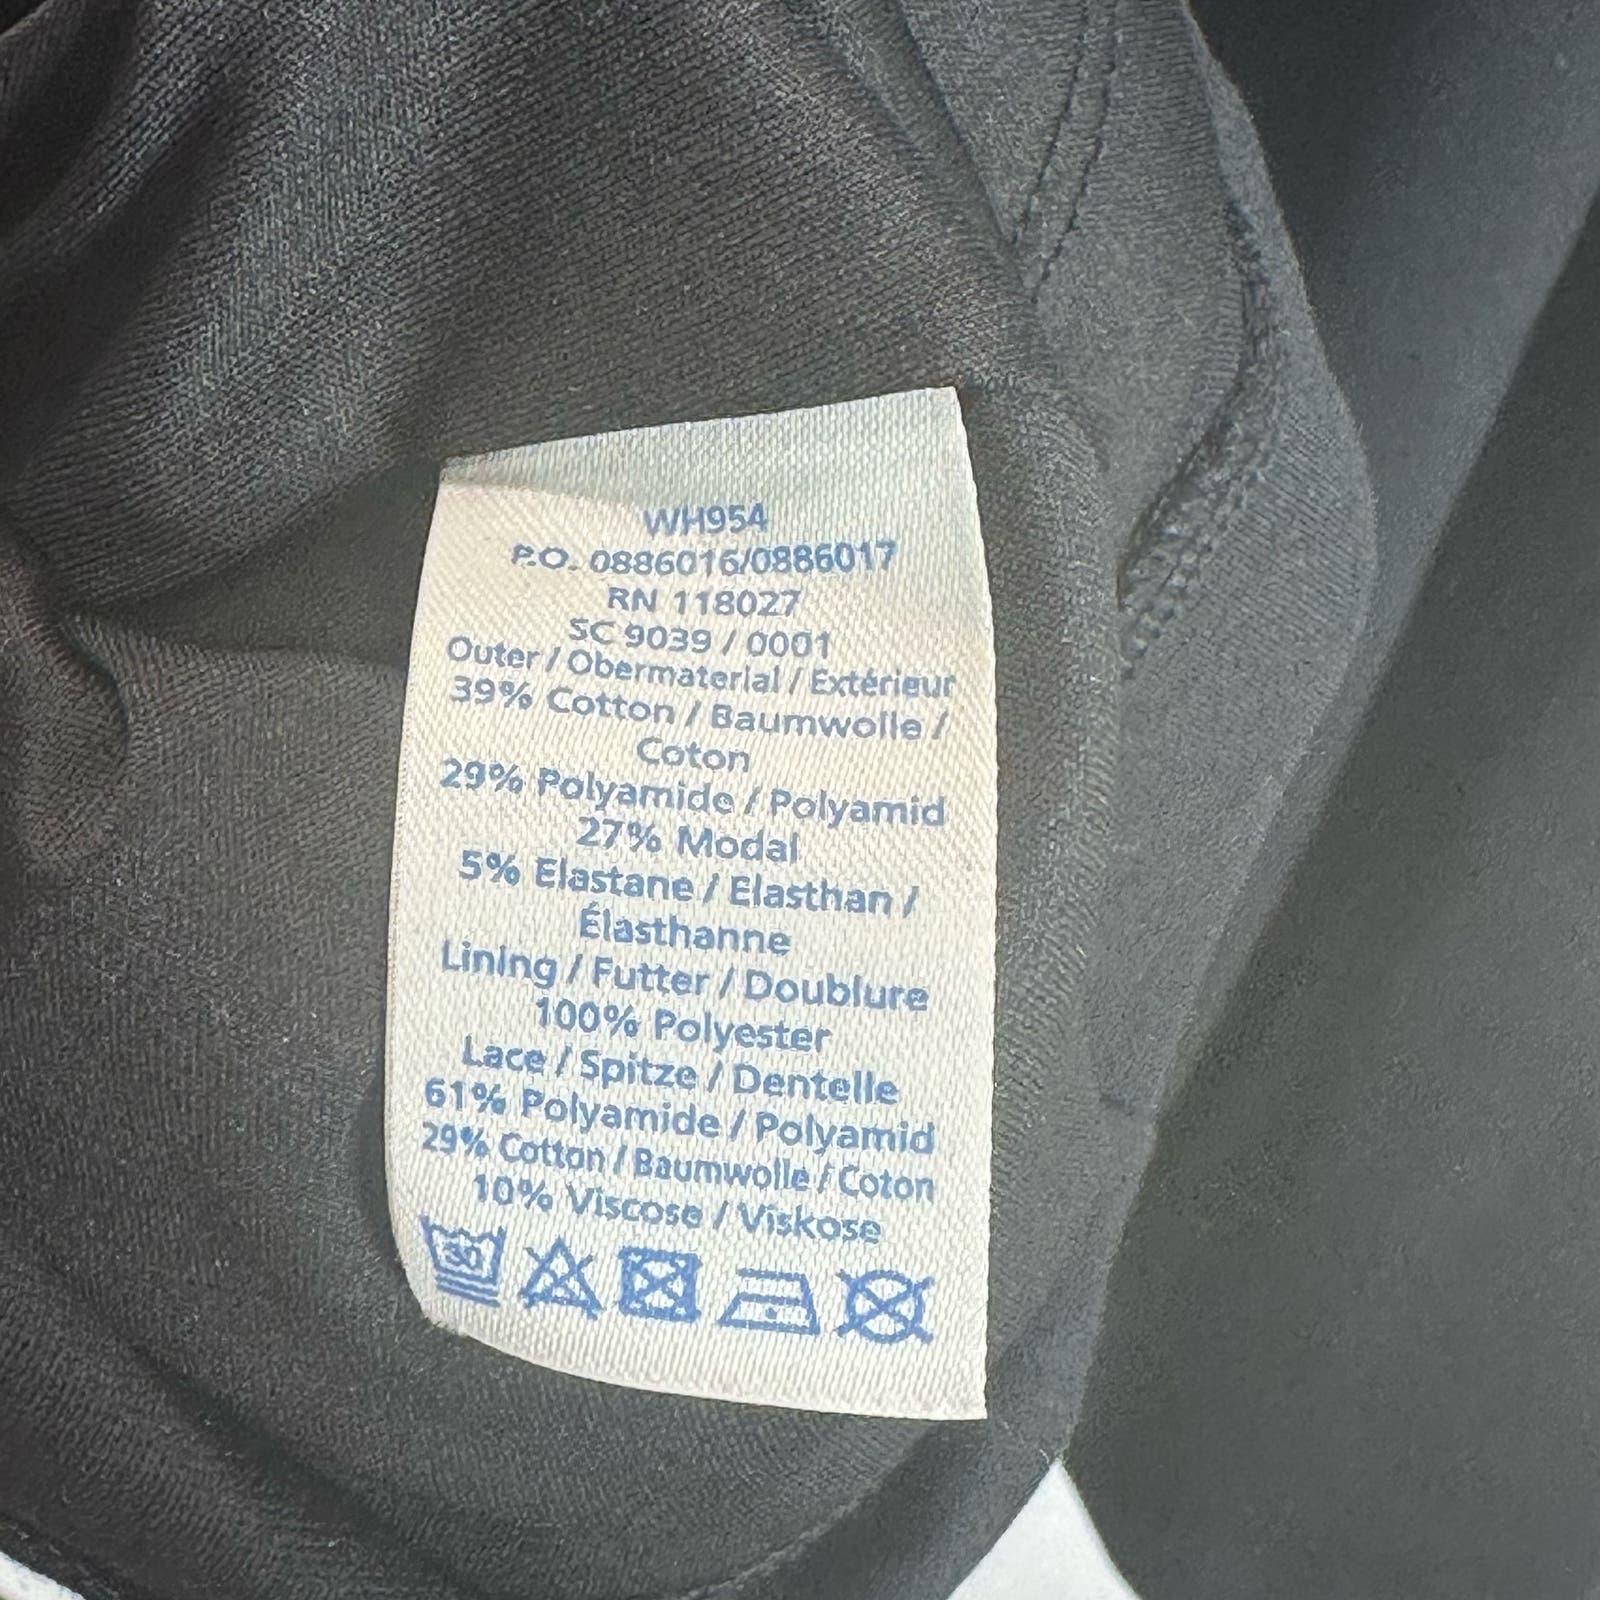 WH954
P.O. 0886016/0886017
RN 118027
SC 9039 / 0001
Outer / Obermaterial / Extérieur
39% Cotton / Baumwolle /
Coton
29% Polyamide / Polyamid
27% Modal
5% Elastane / Elasthan /
Élasthanne
Lining / Futter / Doublure
100% Polyester
Lace / Spitze / Dentelle
61% Polyamide / Polyamid
29% Cotton / Baumwolle / Coton
10% Viscose / Viskose
30